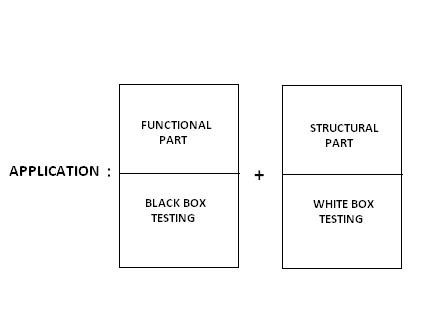 FUNCTIONAL
PART
STRUCTURAL
PART
APPLICATION :
+
BLACK BOX
TESTING
WHITE BOX
TESTING